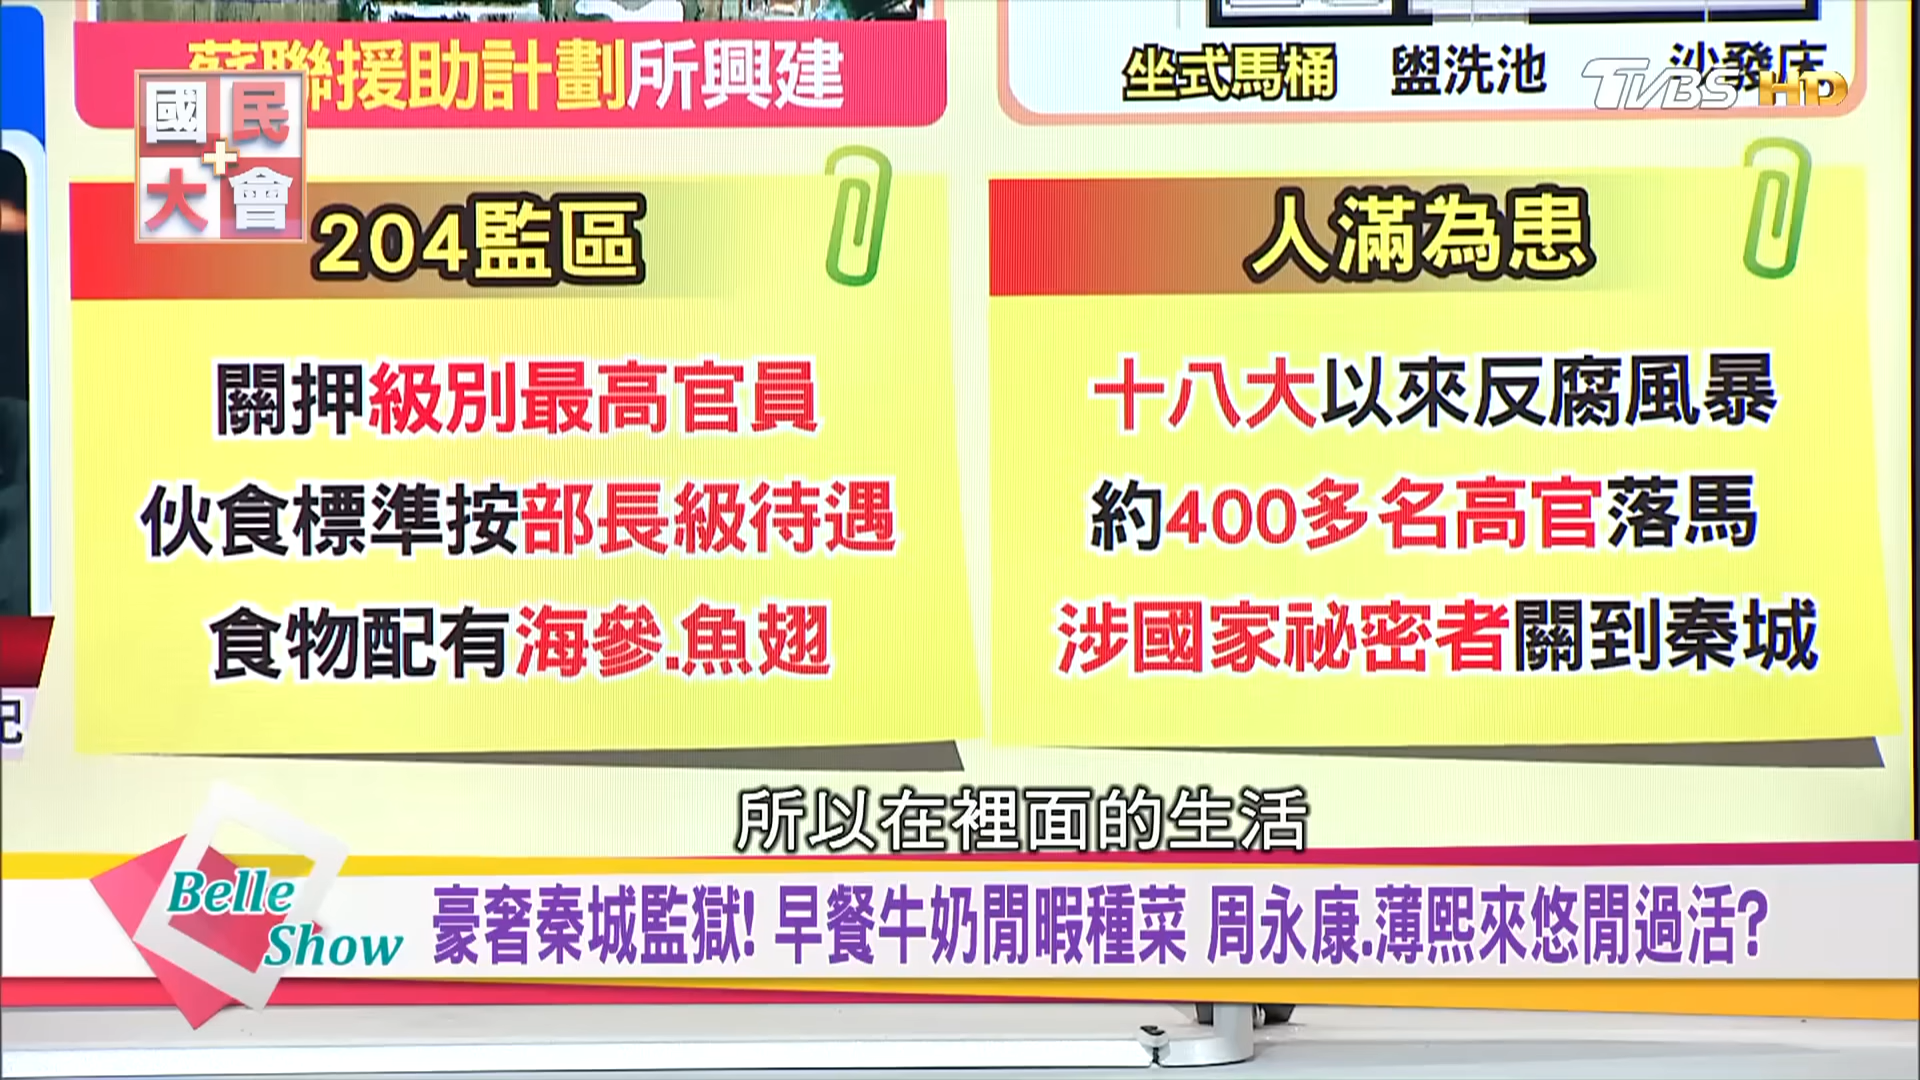 蘇聯援助計劃所興建
坐式馬桶 盥洗池 沙發床
TVBS HD
國民
大會
204監區
關押級別最高官員
伙食標準按部長級待遇
食物配有海參.魚翅
人滿為患
十八大以來反腐風暴
約400多名高官落馬
涉國家祕密者關到秦城
所以在裡面的生活
Belle
Show
豪奢秦城監獄! 早餐牛奶閒暇種菜 周永康.薄熙來悠閒過活?